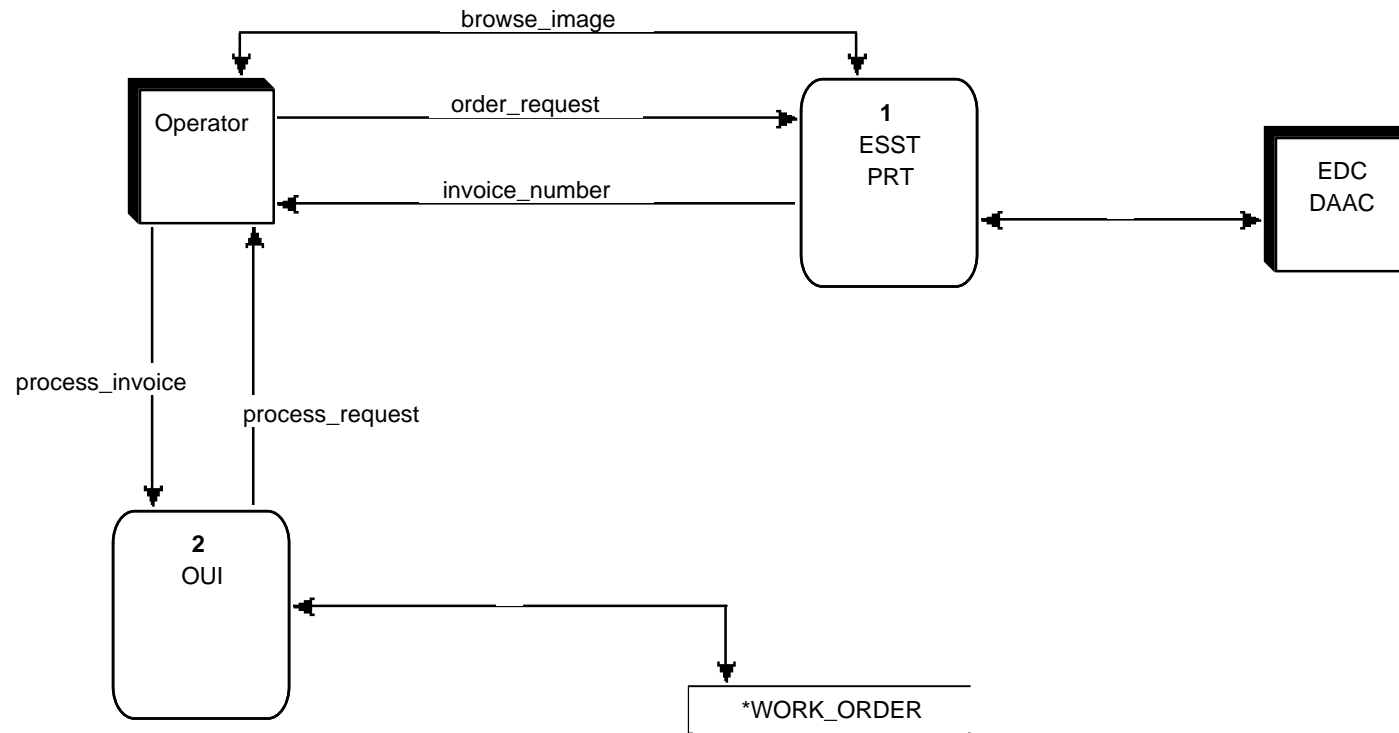 browse_image
Operator
order_request
1
ESST
PRT
invoice_number
EDC
DAAC
process_invoice
process_request
2
OUI
*WORK_ORDER